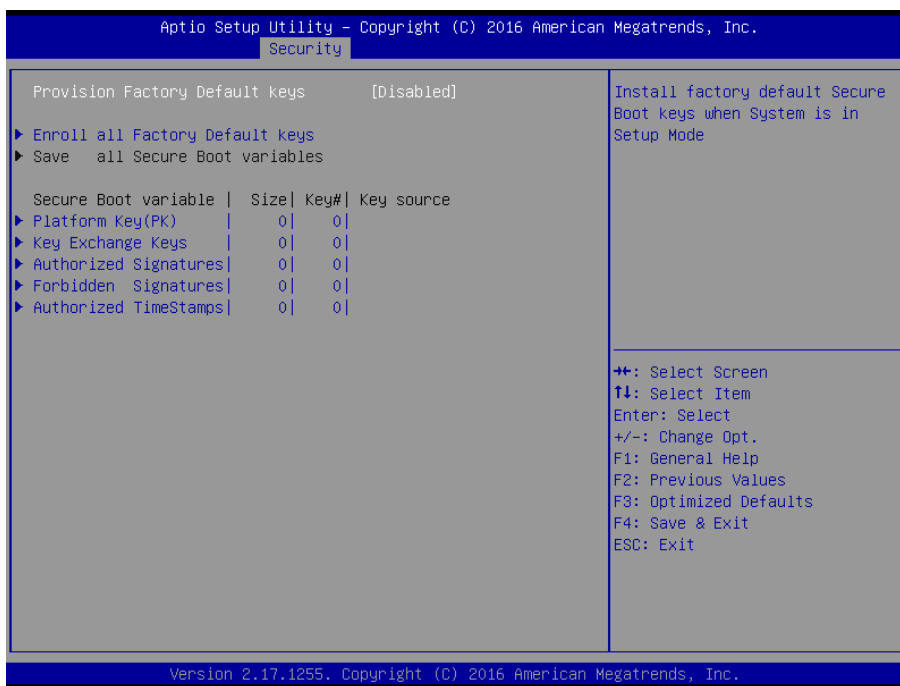 Aptio Setup Utility – Copyright (C) 2016 American Megatrends, Inc.
Security
Provision Factory Default keys [Disabled]
Enroll all Factory Default keys
Save all Secure Boot variables
Secure Boot variable | Size| Key#| Key source
Platform Key(PK) | 0| 0|
Key Exchange Keys | 0| 0|
Authorized Signatures| 0| 0|
Forbidden Signatures| 0| 0|
Authorized TimeStamps| 0| 0|
Install factory default Secure
Boot keys when System is in
Setup Mode
→←: Select Screen
↑↓: Select Item
Enter: Select
+/-: Change Opt.
F1: General Help
F2: Previous Values
F3: Optimized Defaults
F4: Save & Exit
ESC: Exit
Version 2.17.1255. Copyright (C) 2016 American Megatrends, Inc.